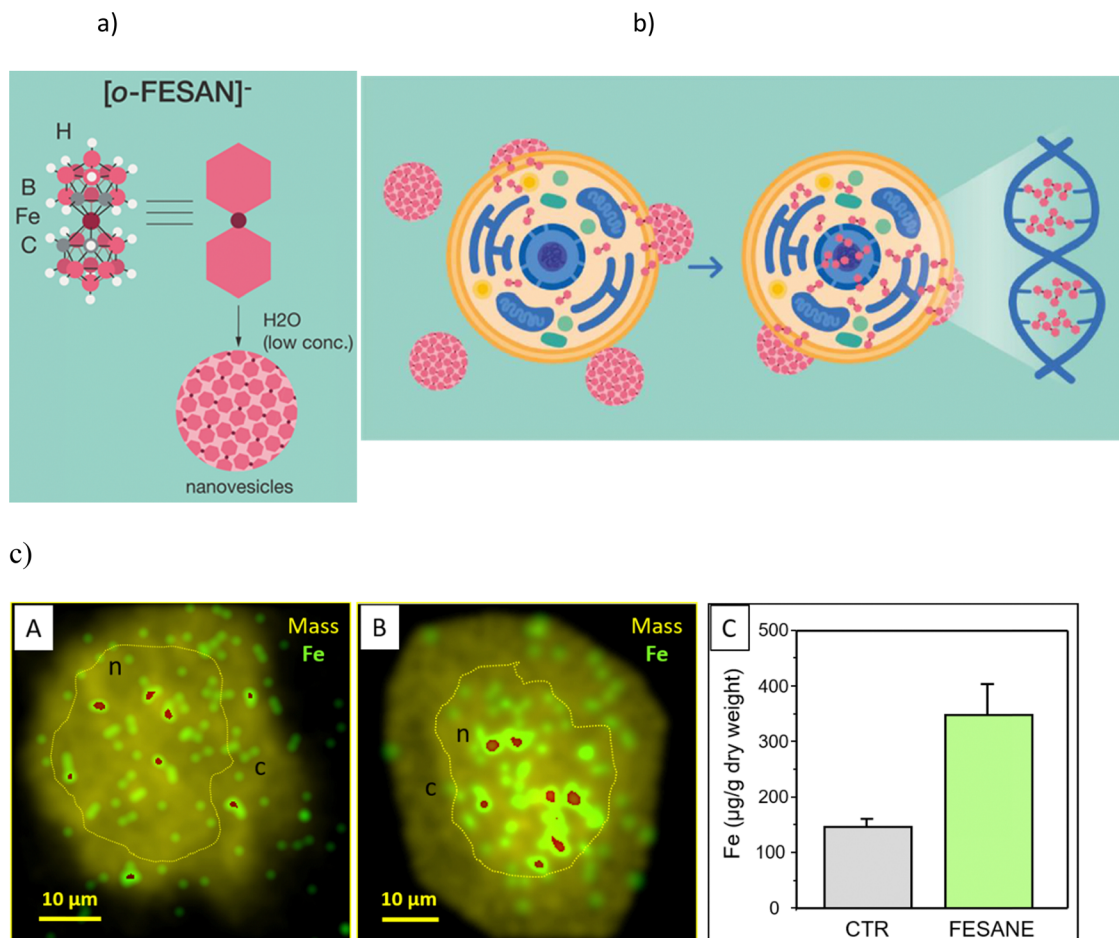 a)
b)
[o-FESAN]-
H
B
Fe
C
H2O
(low conc.)
nanovesicles
c)
A
Mass
Fe
n
c
10 µm
B
Mass
Fe
n
c
10 µm
C
Fe (µg/g dry weight)
500
400
300
200
100
0
CTR
FESANE